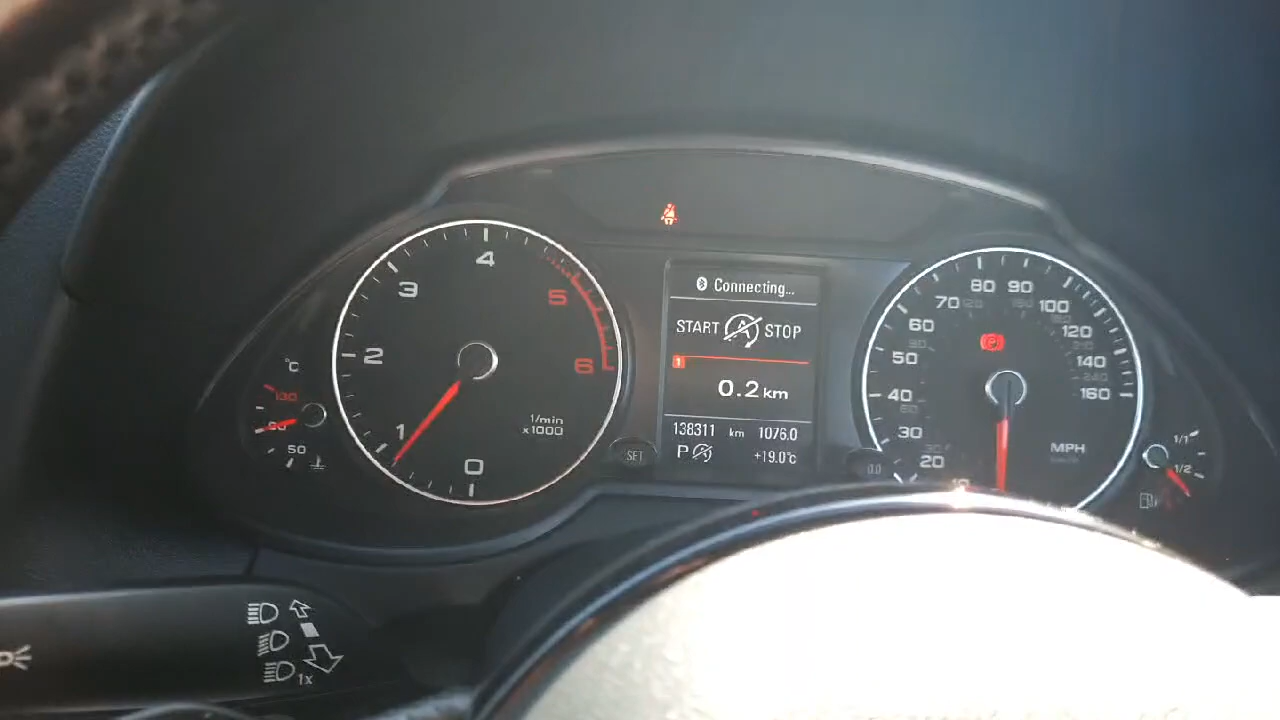 Connecting...
START A STOP
1
0.2 km
138311 km 1076.0
P A +19.0°C
°C
130
90
50
0
1
2
3
4
5
6
1/min
x1000
SET
0.0
10
20
30
40
50
60
70
80
90
100
120
140
160
MPH
(P)
1/1
1/2
1x